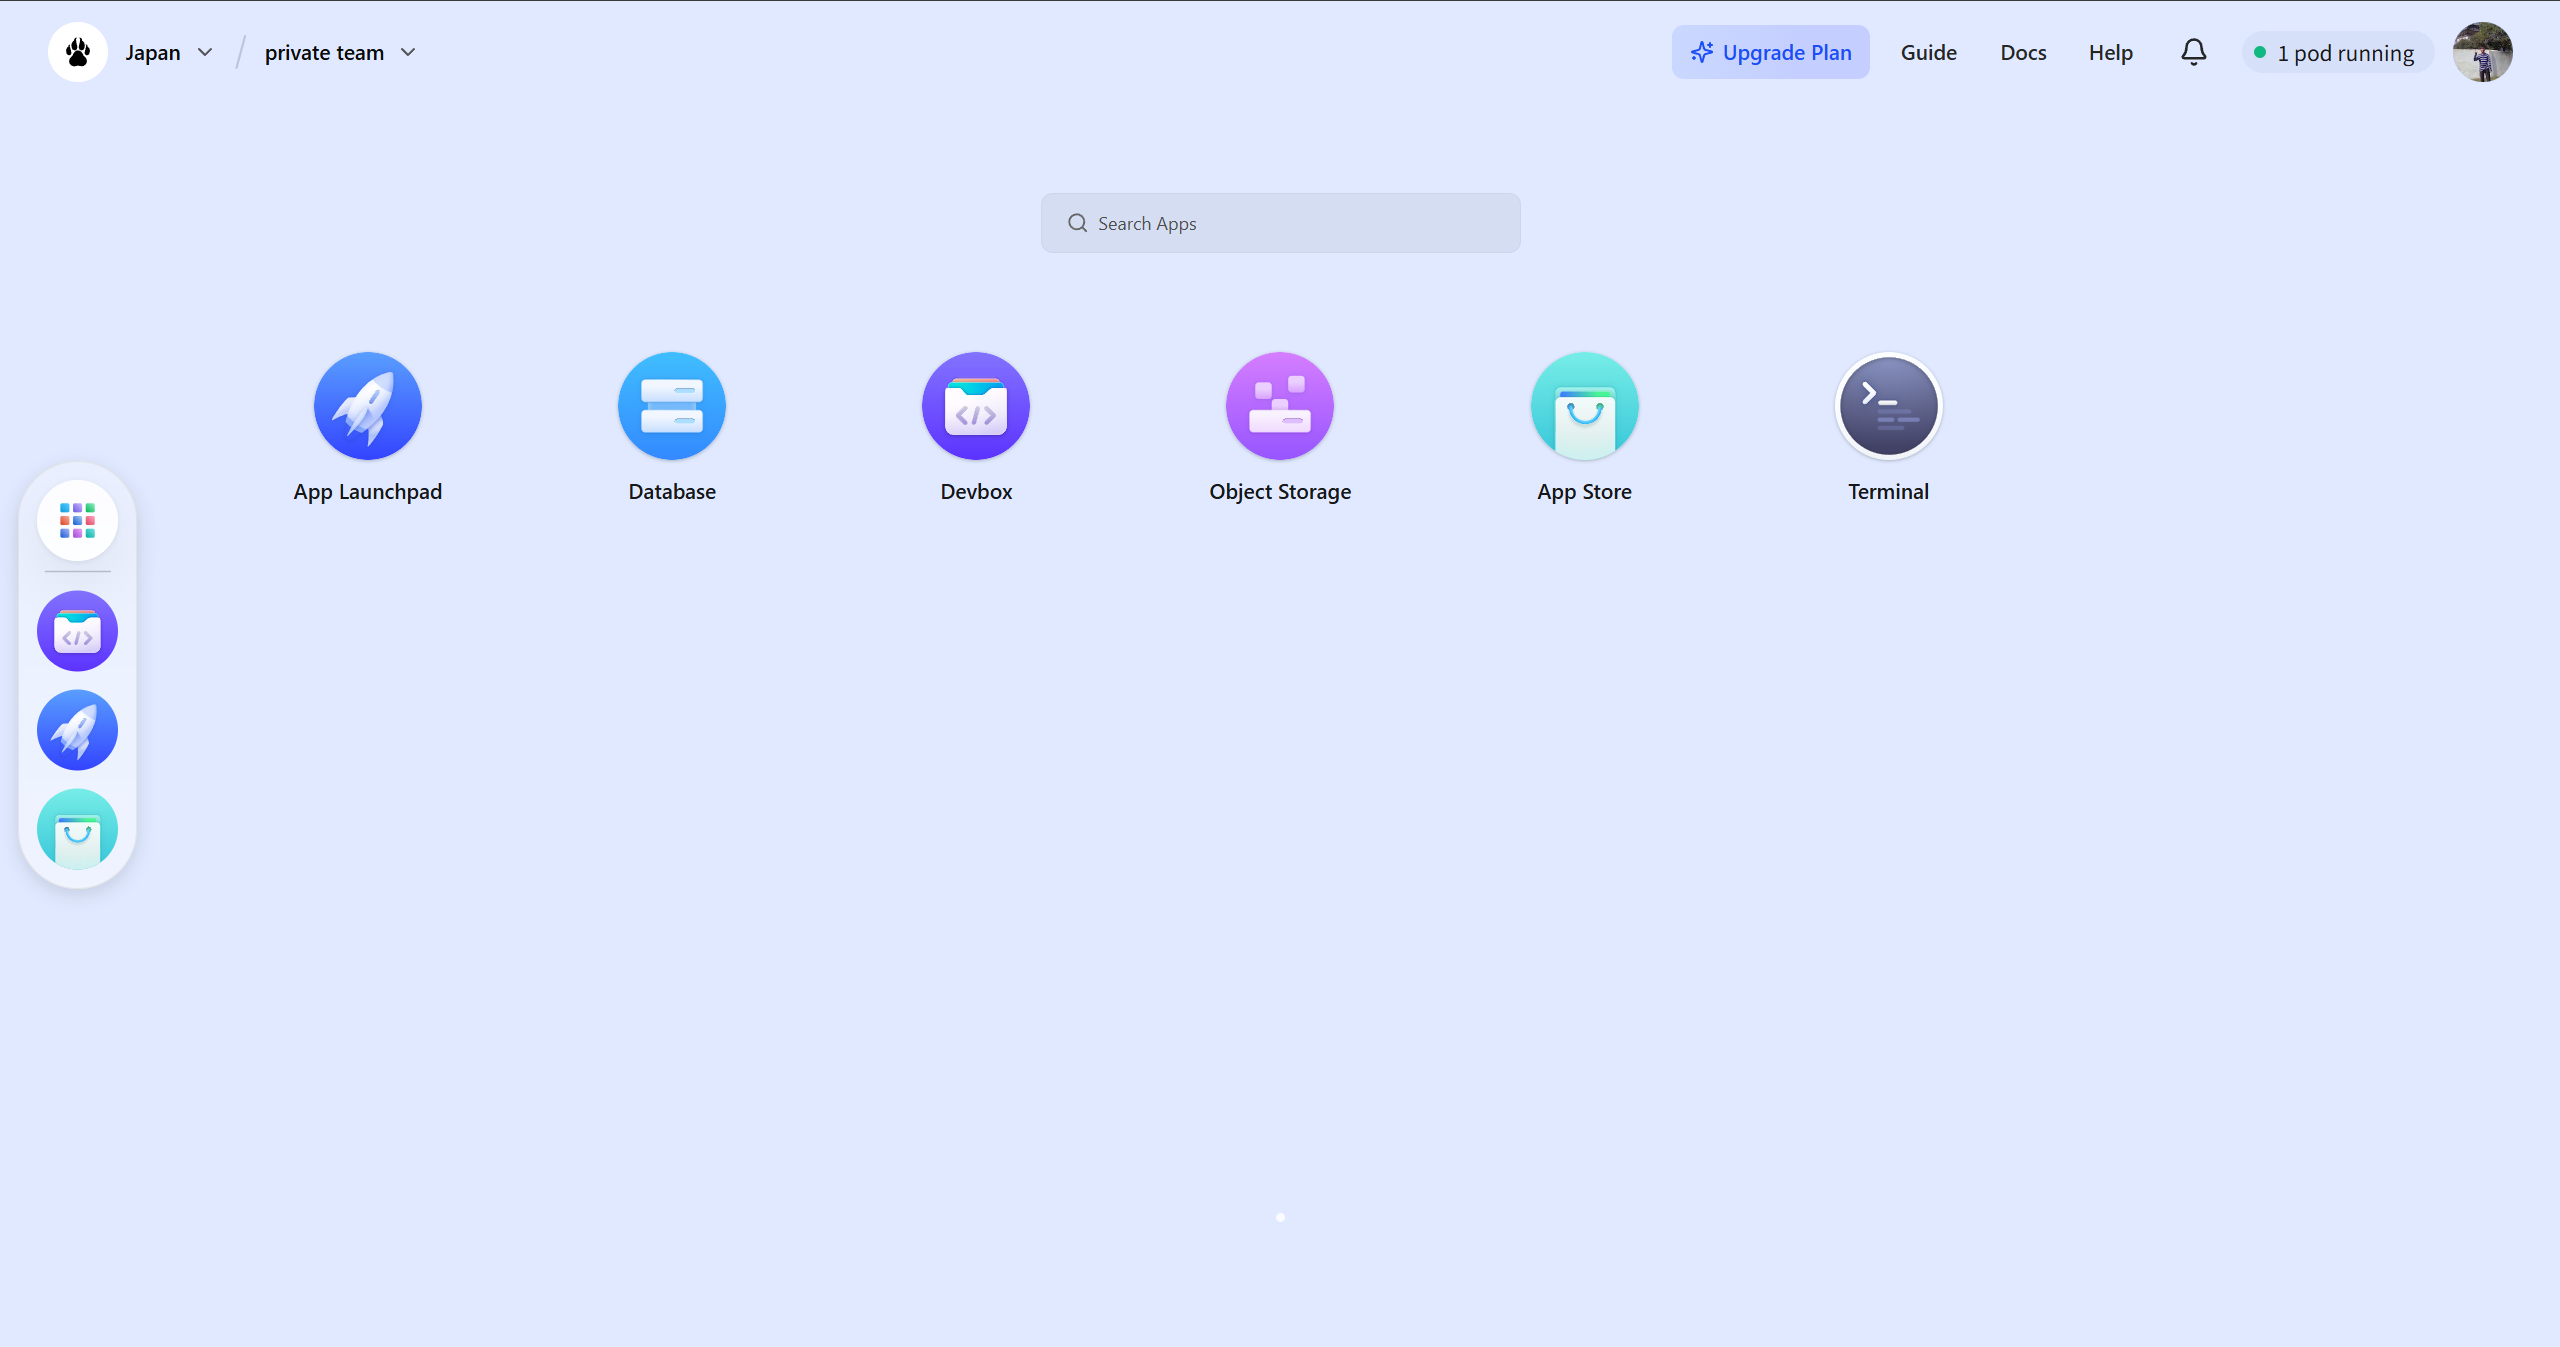 Japan / private team
Upgrade Plan
Guide
Docs
Help
1 pod running
Search Apps
App Launchpad
Database
Devbox
Object Storage
App Store
Terminal